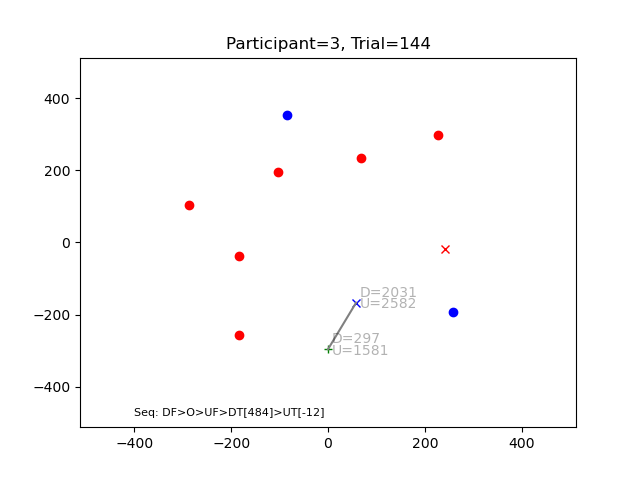 Participant=3, Trial=144
400
200
0
−200
−400
D=2031
U=2582
D=297
U=1581
Seq: DF>O>UF>DT[484]>UT[-12]
−400
−200
0
200
400